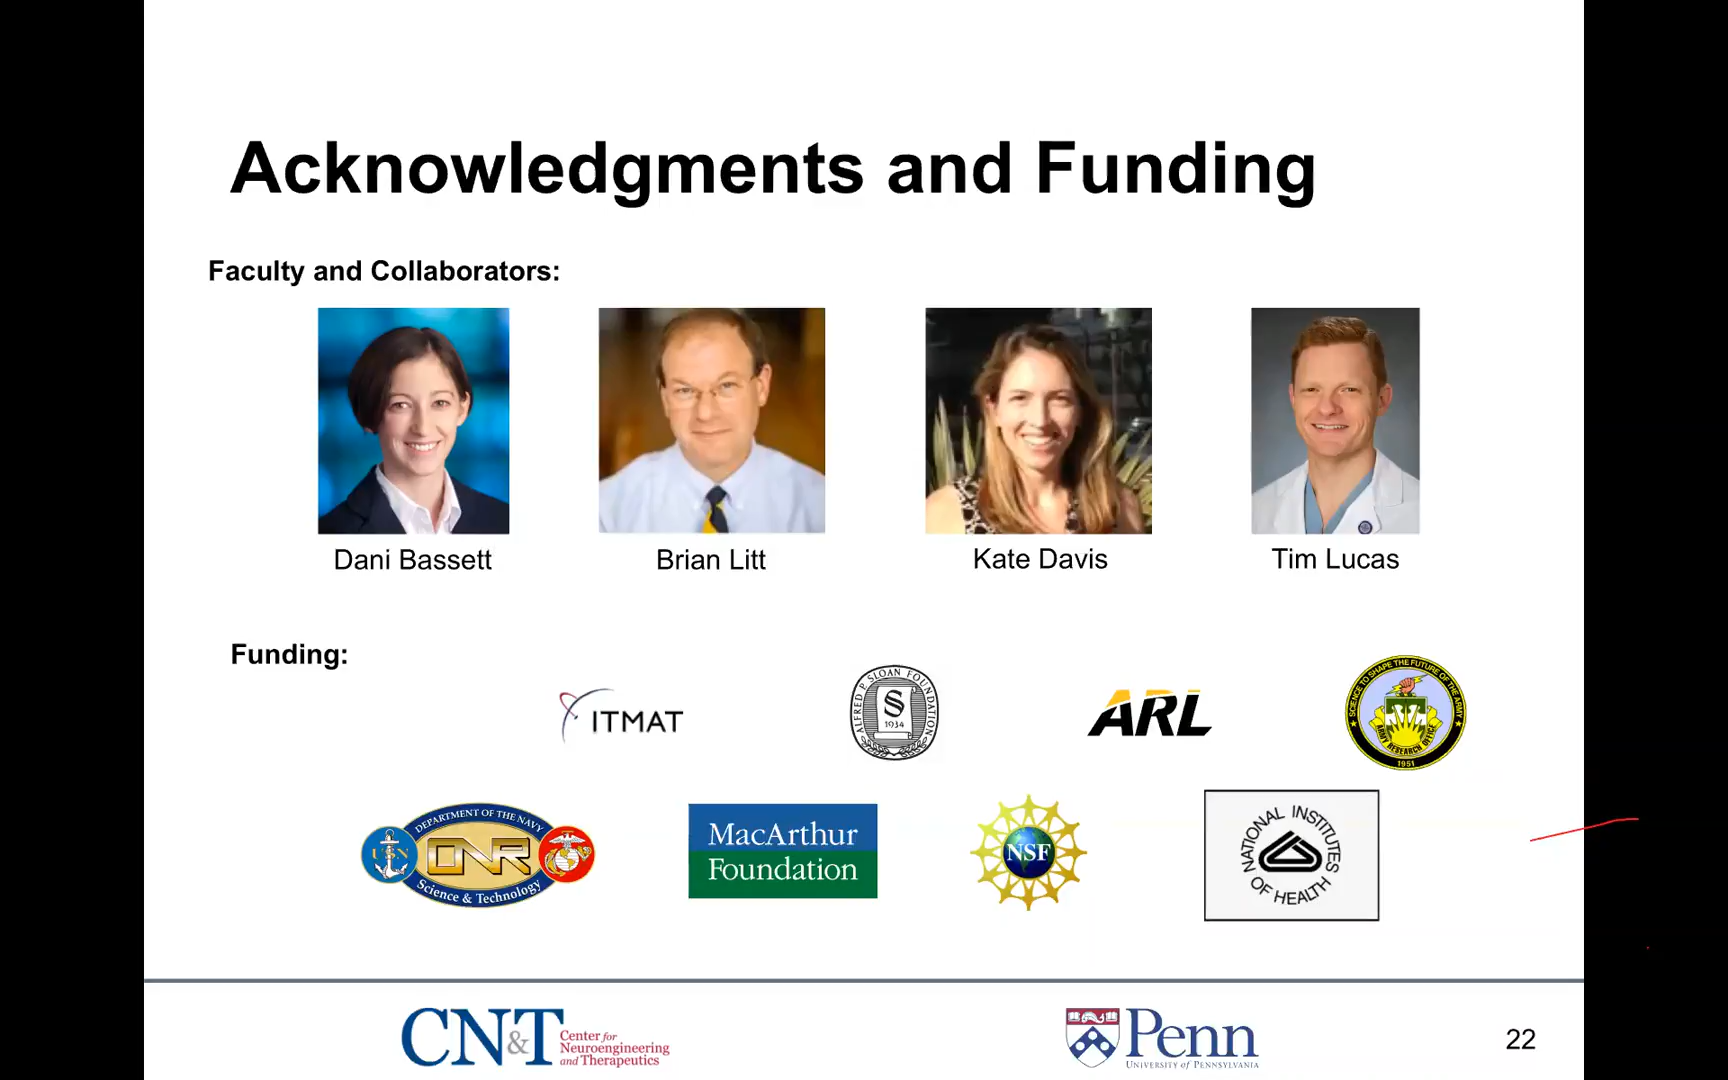 Acknowledgments and Funding
Faculty and Collaborators:
Dani Bassett
Brian Litt
Kate Davis
Tim Lucas
Funding:
ITMAT
ALFRED P. SLOAN FOUNDATION
S
1934
ARL
SCIENCE TO SHAPE THE FUTURE OF THE ARMY
ARMY RESEARCH OFFICE
1951
DEPARTMENT OF THE NAVY
USN
ONR
Science & Technology
MacArthur
Foundation
NSF
NATIONAL INSTITUTES
OF HEALTH
CN&T
Center for
Neuroengineering
and Therapeutics
Penn
UNIVERSITY of PENNSYLVANIA
22